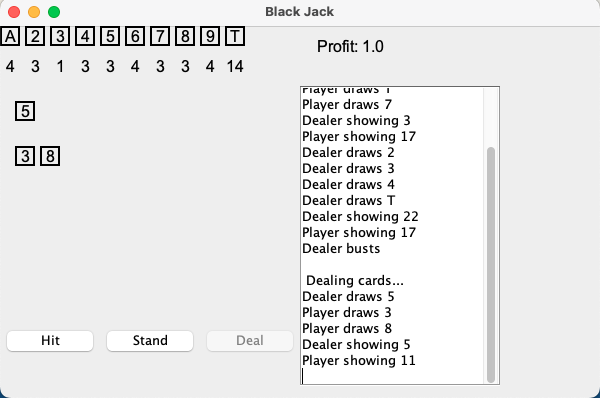 Black Jack
A 2 3 4 5 6 7 8 9 T
4 3 1 3 3 4 3 3 4 14
Profit: 1.0
5
3 8
Player draws T
Player draws 7
Dealer showing 3
Player showing 17
Dealer draws 2
Dealer draws 3
Dealer draws 4
Dealer draws T
Dealer showing 22
Player showing 17
Dealer busts
Dealing cards...
Dealer draws 5
Player draws 3
Player draws 8
Dealer showing 5
Player showing 11
Hit Stand Deal